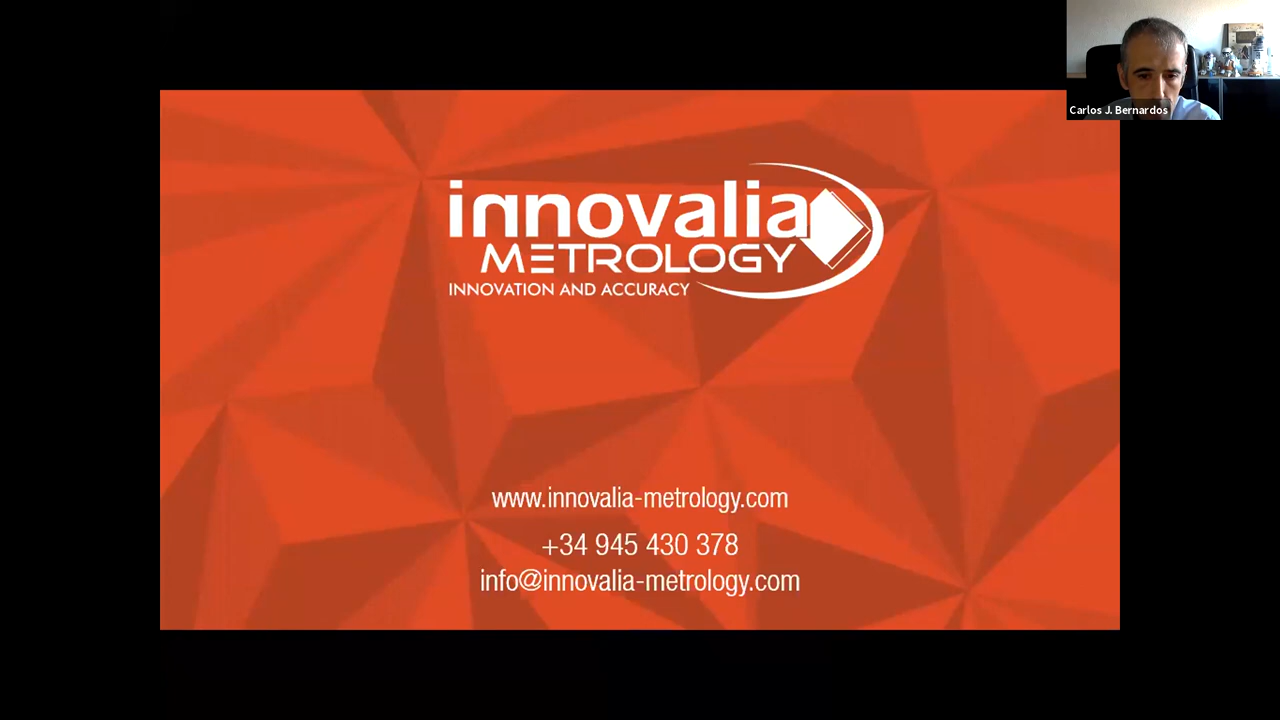 innovalia
METROLOGY
INNOVATION AND ACCURACY
www.innovalia-metrology.com
+34 945 430 378
info@innovalia-metrology.com
Carlos J. Bernardos